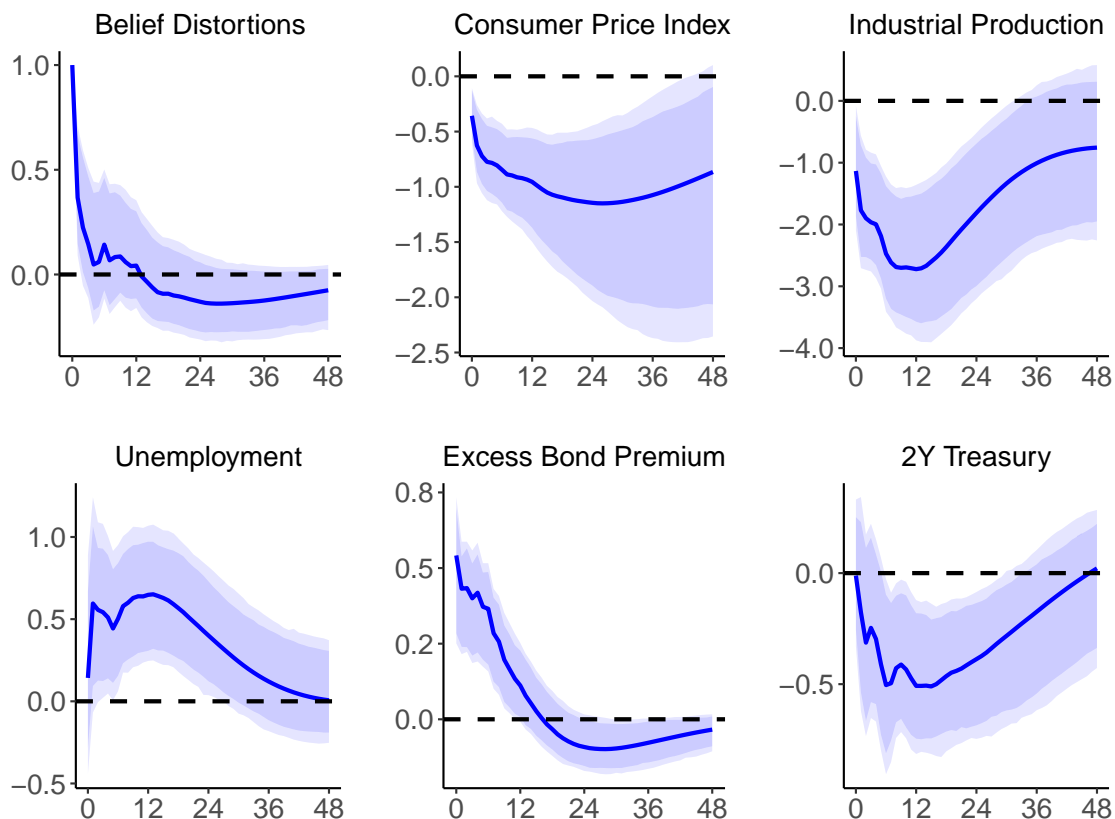 Belief Distortions
1.0
0.5
0.0
0 12 24 36 48
Consumer Price Index
0.0
−0.5
−1.0
−1.5
−2.0
−2.5
0 12 24 36 48
Industrial Production
0.0
−1.0
−2.0
−3.0
−4.0
0 12 24 36 48
Unemployment
1.0
0.5
0.0
−0.5
0 12 24 36 48
Excess Bond Premium
0.8
0.5
0.2
0.0
0 12 24 36 48
2Y Treasury
0.0
−0.5
0 12 24 36 48